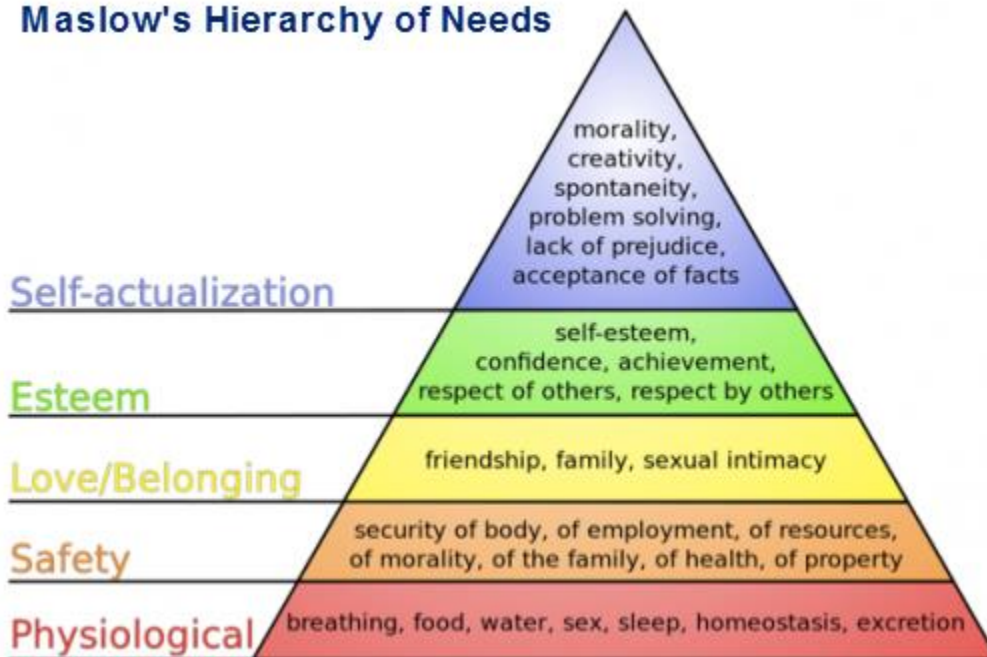 Maslow's Hierarchy of Needs
morality,
creativity,
spontaneity,
problem solving,
lack of prejudice,
acceptance of facts
Self-actualization
self-esteem,
confidence, achievement,
respect of others, respect by others
Esteem
friendship, family, sexual intimacy
Love/Belonging
security of body, of employment, of resources,
of morality, of the family, of health, of property
Safety
breathing, food, water, sex, sleep, homeostasis, excretion
Physiological